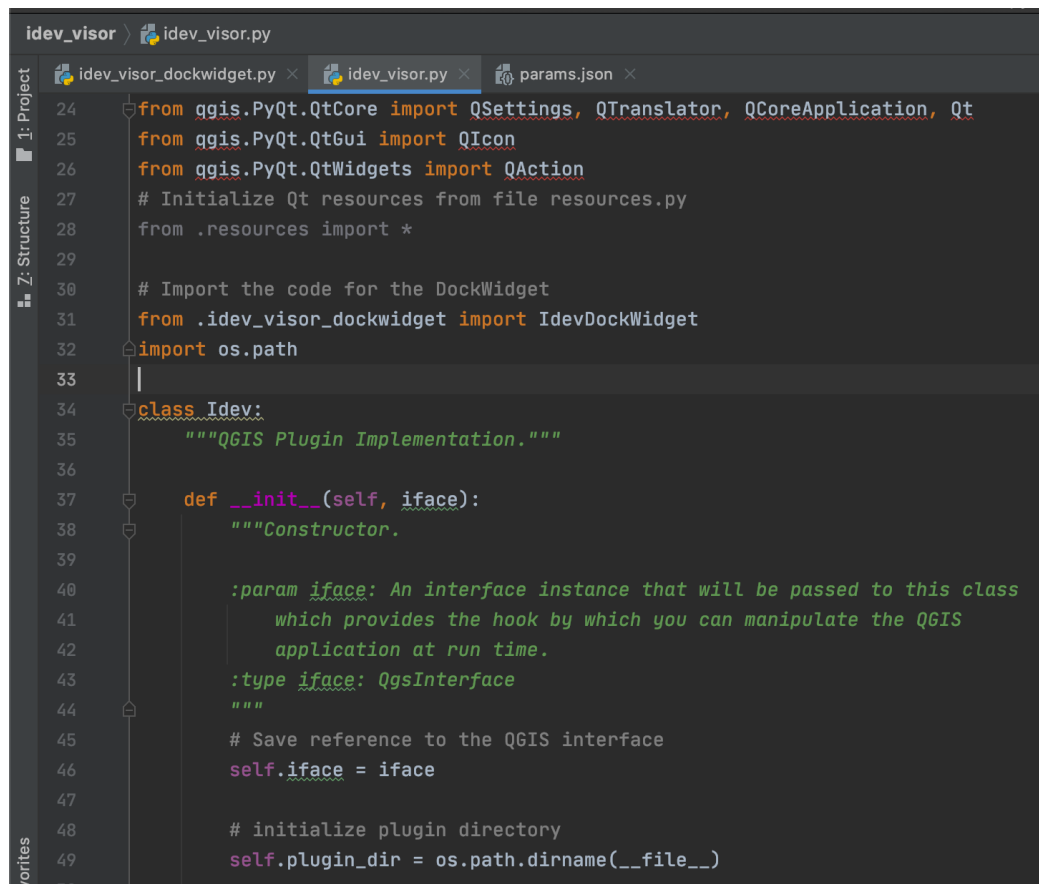 idev_visor 〉 idev_visor.py
idev_visor_dockwidget.py × idev_visor.py × params.json ×
1: Project
Z: Structure
24 from qgis.PyQt.QtCore import QSettings, QTranslator, QCoreApplication, Qt
25 from qgis.PyQt.QtGui import QIcon
26 from qgis.PyQt.QtWidgets import QAction
27 # Initialize Qt resources from file resources.py
28 from .resources import *
29
30 # Import the code for the DockWidget
31 from .idev_visor_dockwidget import IdevDockWidget
32 import os.path
33
34 class Idev:
35 """QGIS Plugin Implementation."""
36
37 def __init__(self, iface):
38 """Constructor.
39
40 :param iface: An interface instance that will be passed to this class
41 which provides the hook by which you can manipulate the QGIS
42 application at run time.
43 :type iface: QgsInterface
44 """
45 # Save reference to the QGIS interface
46 self.iface = iface
47
48 # initialize plugin directory
49 self.plugin_dir = os.path.dirname(__file__)
vorites